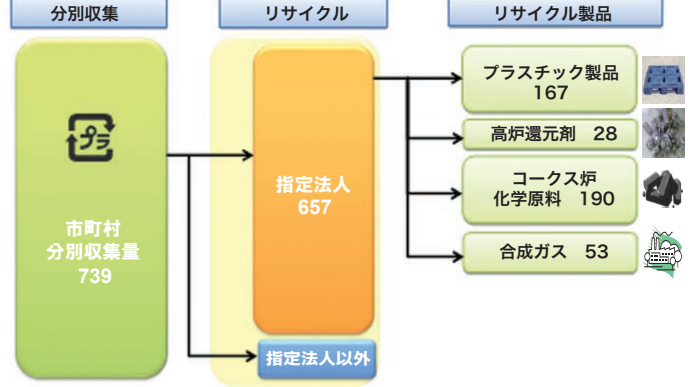 分別収集
リサイクル
リサイクル製品
プラ
市町村
分別収集量
739
指定法人
657
指定法人以外
プラスチック製品
167
高炉還元剤 28
コークス炉
化学原料 190
合成ガス 53